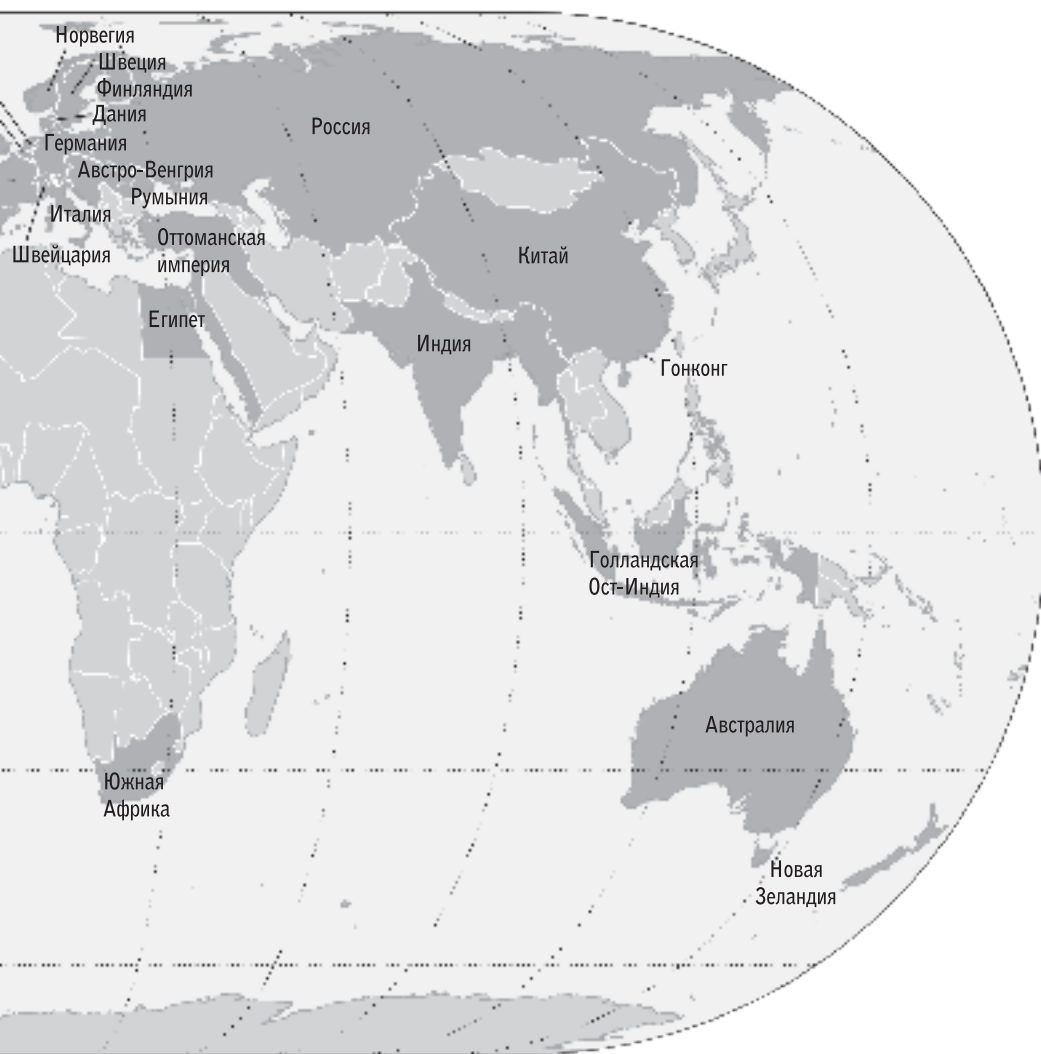 Норвегия
Швеция
Финляндия
Дания
Россия
Германия
Австро-Венгрия
Румыния
Италия
Оттоманская
империя
Швейцария
Китай
Египет
Индия
Гонконг
Голландская
Ост-Индия
Австралия
Южная
Африка
Новая
Зеландия